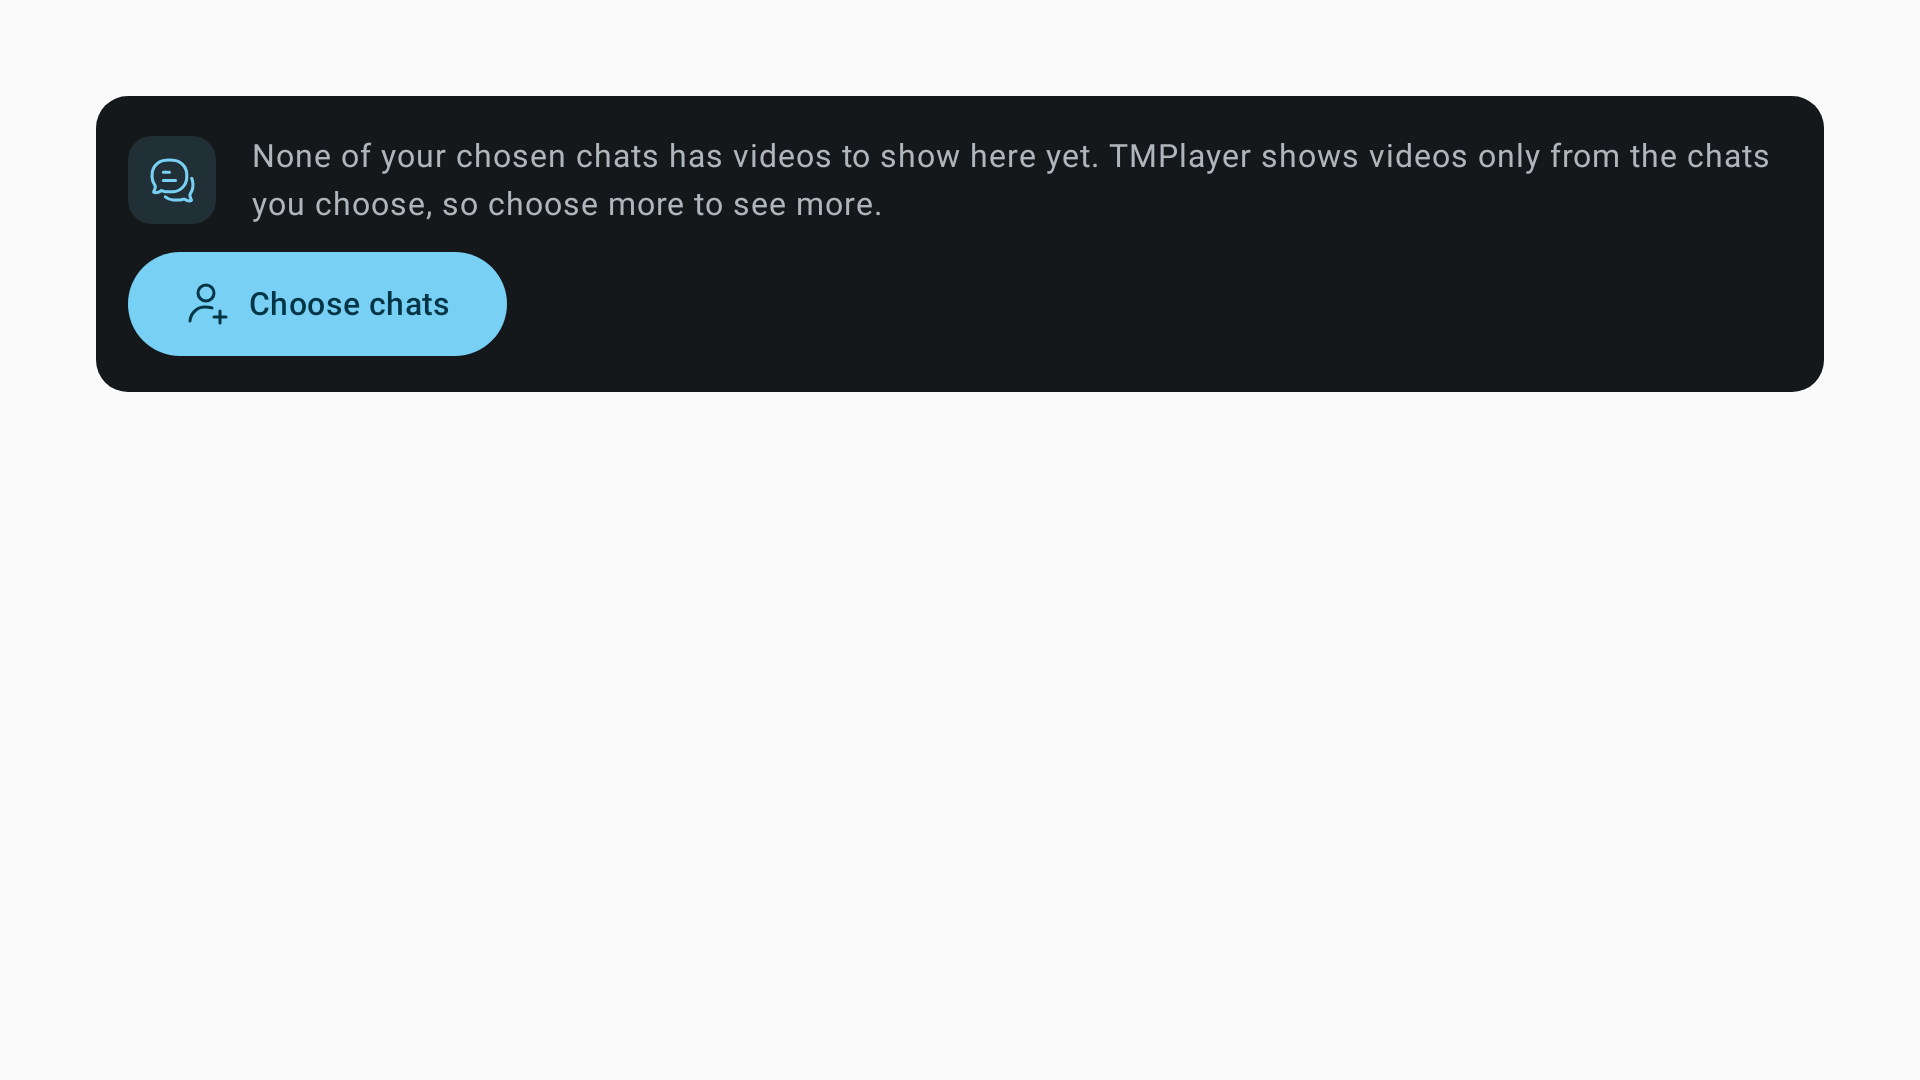 None of your chosen chats has videos to show here yet. TMPlayer shows videos only from the chats
you choose, so choose more to see more.
Choose chats